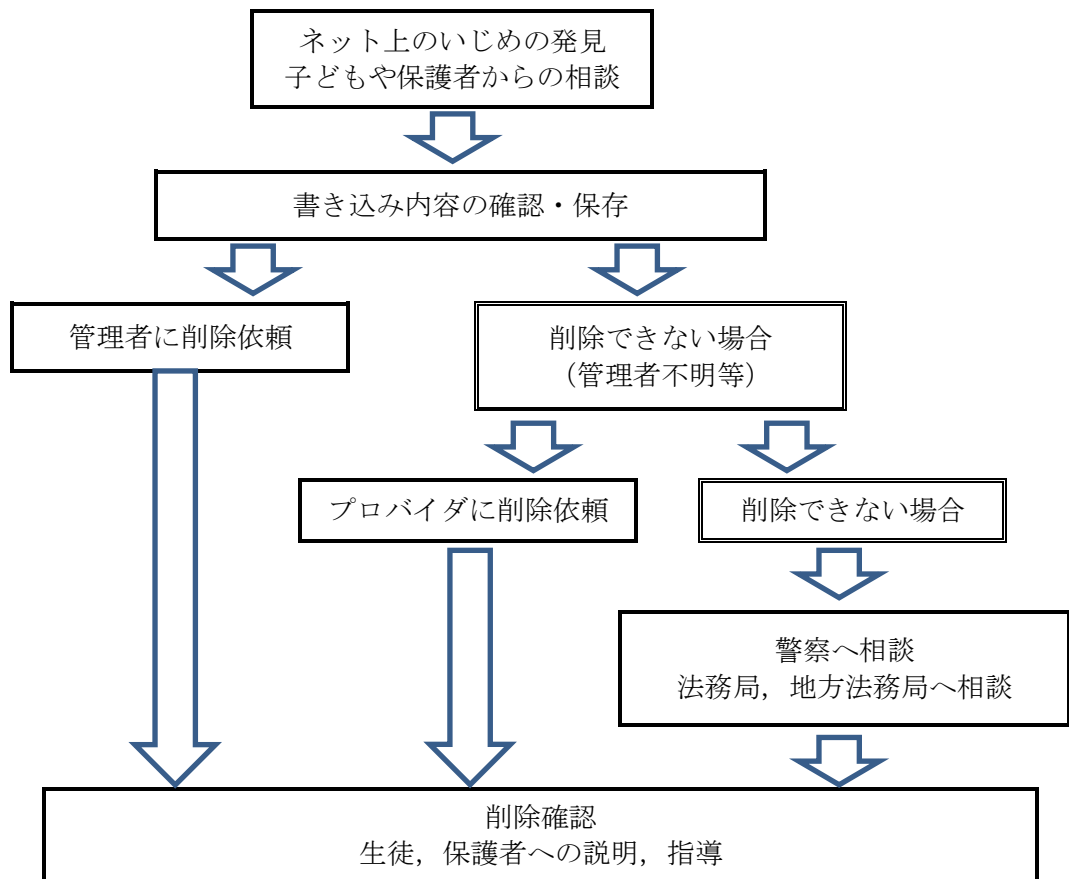 ネット上のいじめの発見
子どもや保護者からの相談
書き込み内容の確認・保存
管理者に削除依頼
削除できない場合
（管理者不明等）
プロバイダに削除依頼
削除できない場合
警察へ相談
法務局，地方法務局へ相談
削除確認
生徒，保護者への説明，指導